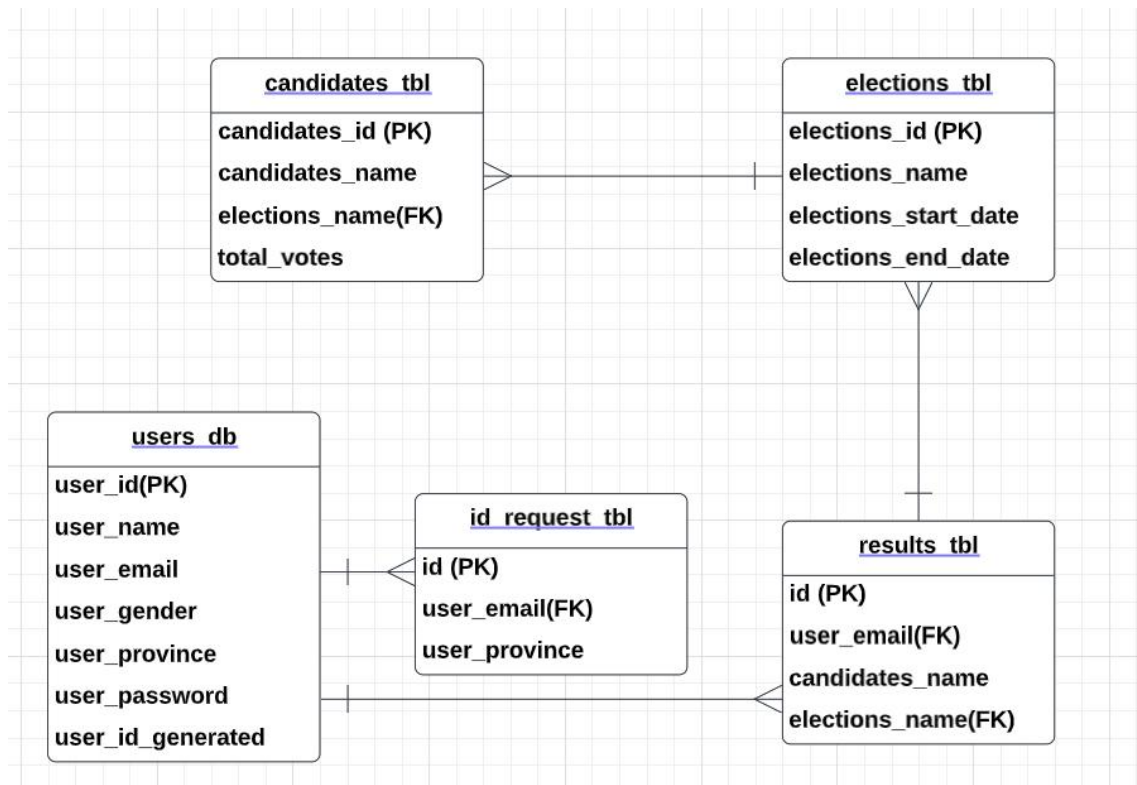 candidates_tbl
candidates_id (PK)
candidates_name
elections_name(FK)
total_votes
elections_tbl
elections_id (PK)
elections_name
elections_start_date
elections_end_date
users_db
user_id(PK)
user_name
user_email
user_gender
user_province
user_password
user_id_generated
id_request_tbl
id (PK)
user_email(FK)
user_province
results_tbl
id (PK)
user_email(FK)
candidates_name
elections_name(FK)